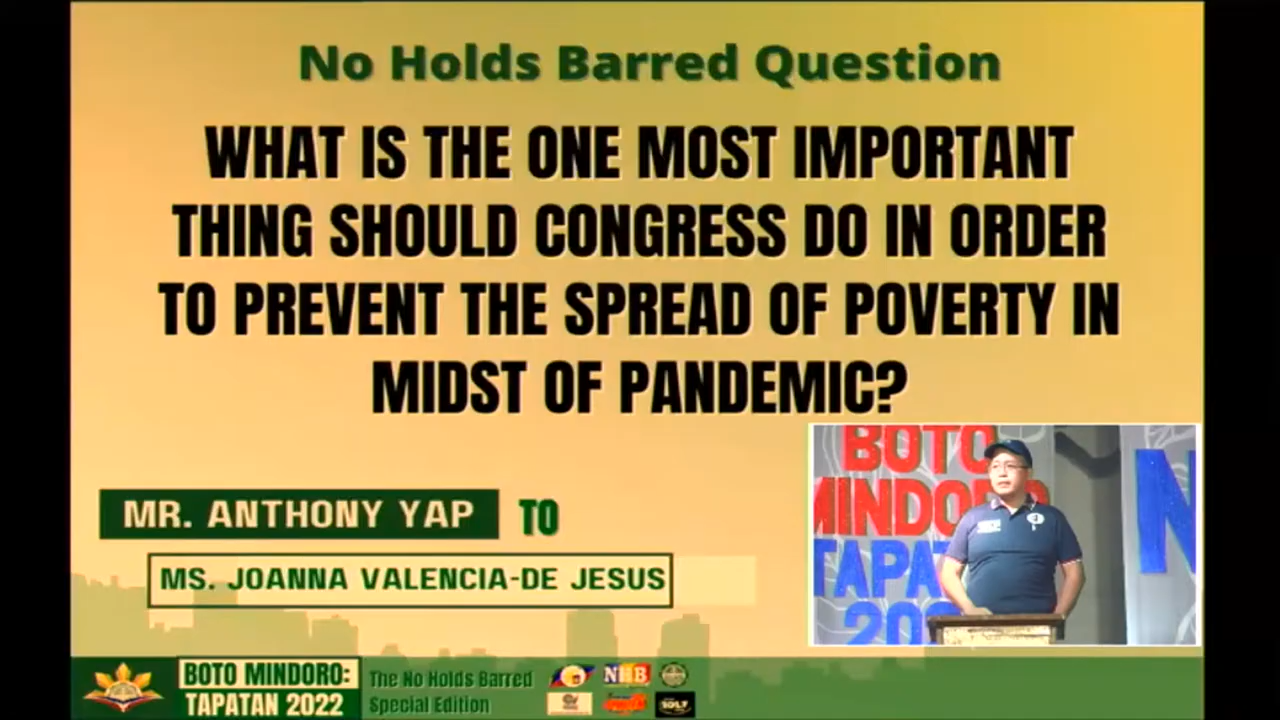 No Holds Barred Question
WHAT IS THE ONE MOST IMPORTANT
THING SHOULD CONGRESS DO IN ORDER
TO PREVENT THE SPREAD OF POVERTY IN
MIDST OF PANDEMIC?
MR. ANTHONY YAP TO
MS. JOANNA VALENCIA-DE JESUS
BOTO
MINDORO
TAPAT
202
N
BOTO MINDORO:
TAPATAN 2022
The No Holds Barred
Special Edition
NHB